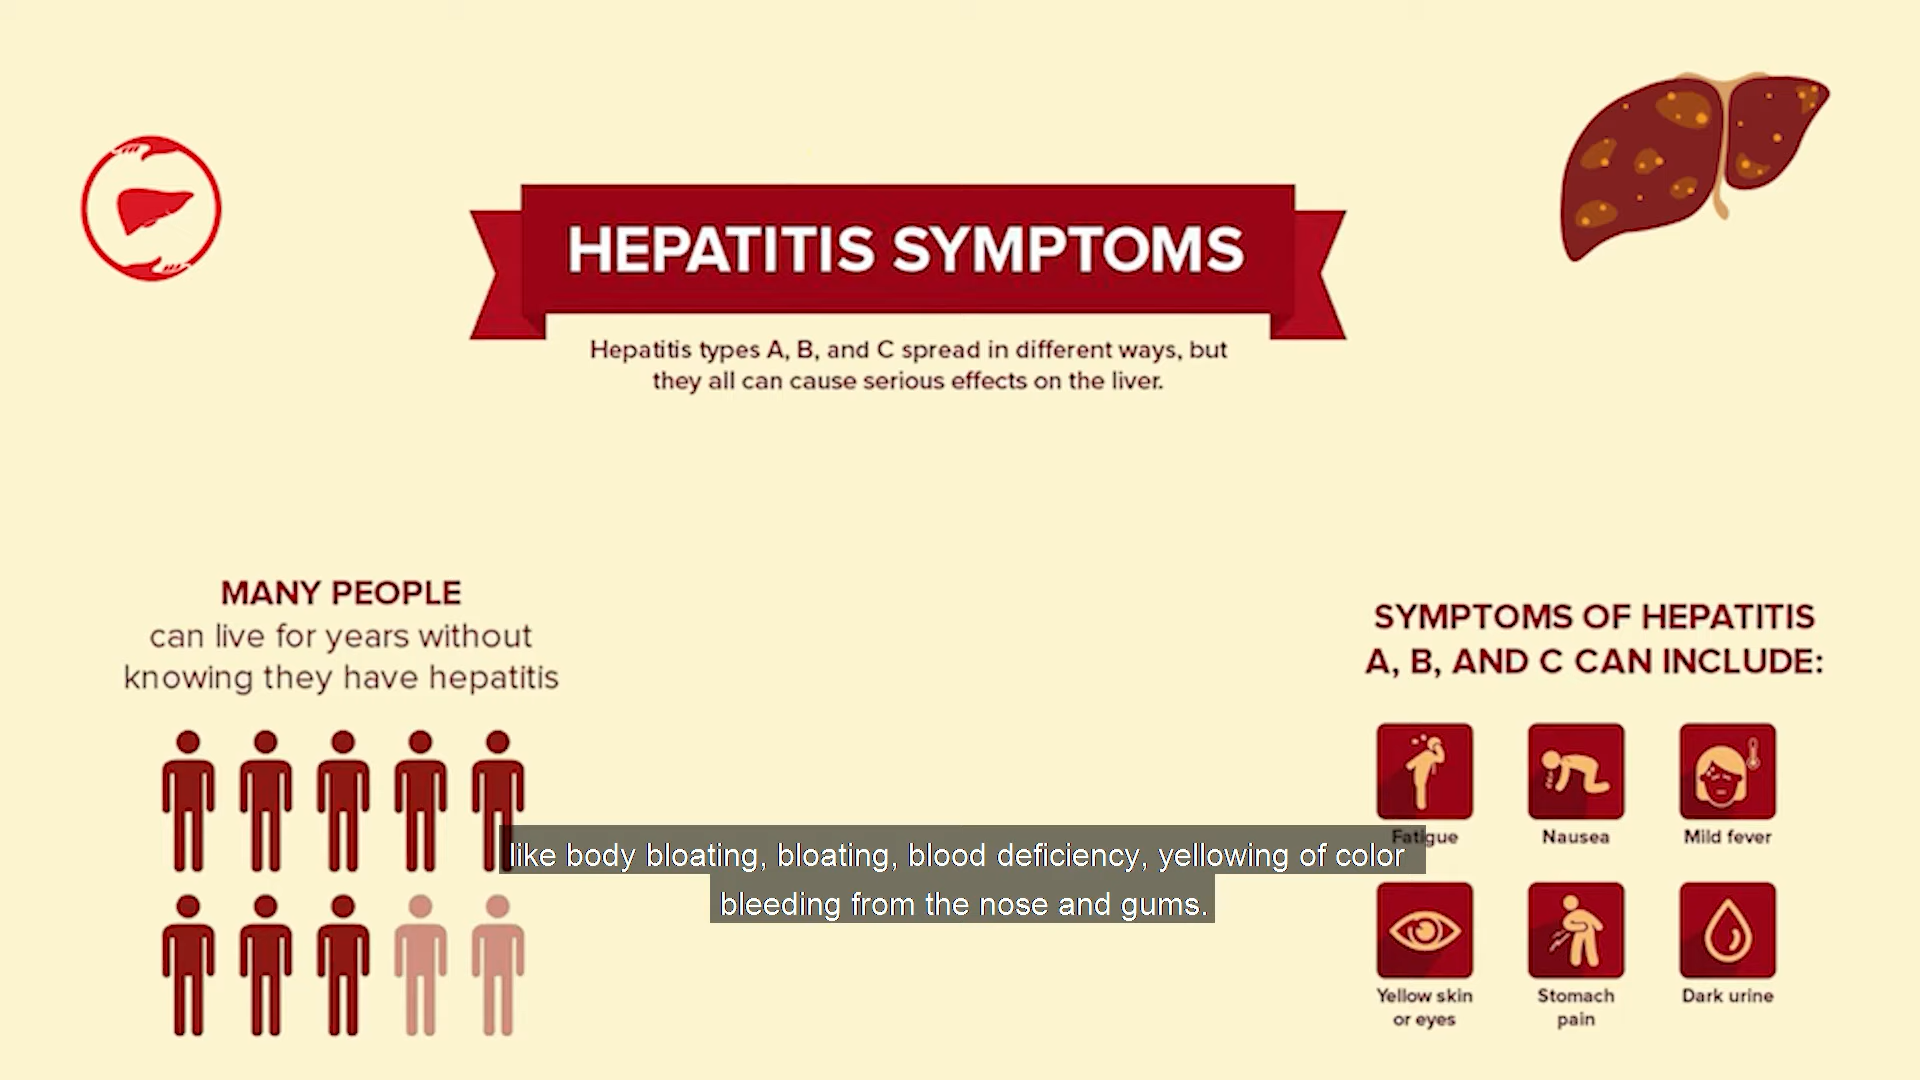 HEPATITIS SYMPTOMS
Hepatitis types A, B, and C spread in different ways, but
they all can cause serious effects on the liver.
MANY PEOPLE
can live for years without
knowing they have hepatitis
SYMPTOMS OF HEPATITIS
A, B, AND C CAN INCLUDE:
Fatigue
Nausea
Mild fever
Yellow skin
or eyes
Stomach
pain
Dark urine
like body bloating, bloating, blood deficiency, yellowing of color
bleeding from the nose and gums.